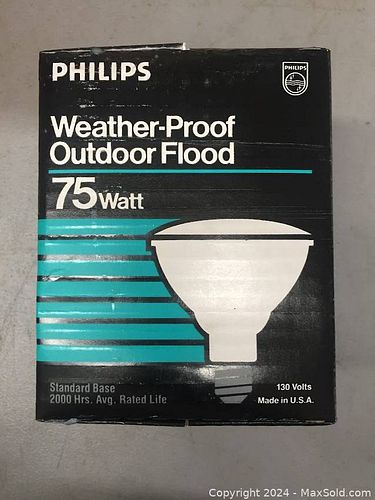 PHILIPS
PHILIPS
Weather-Proof
Outdoor Flood
75 Watt
Standard Base
2000 Hrs. Avg. Rated Life
130 Volts
Made in U.S.A.
Copyright © 2024 - MaxSold.com